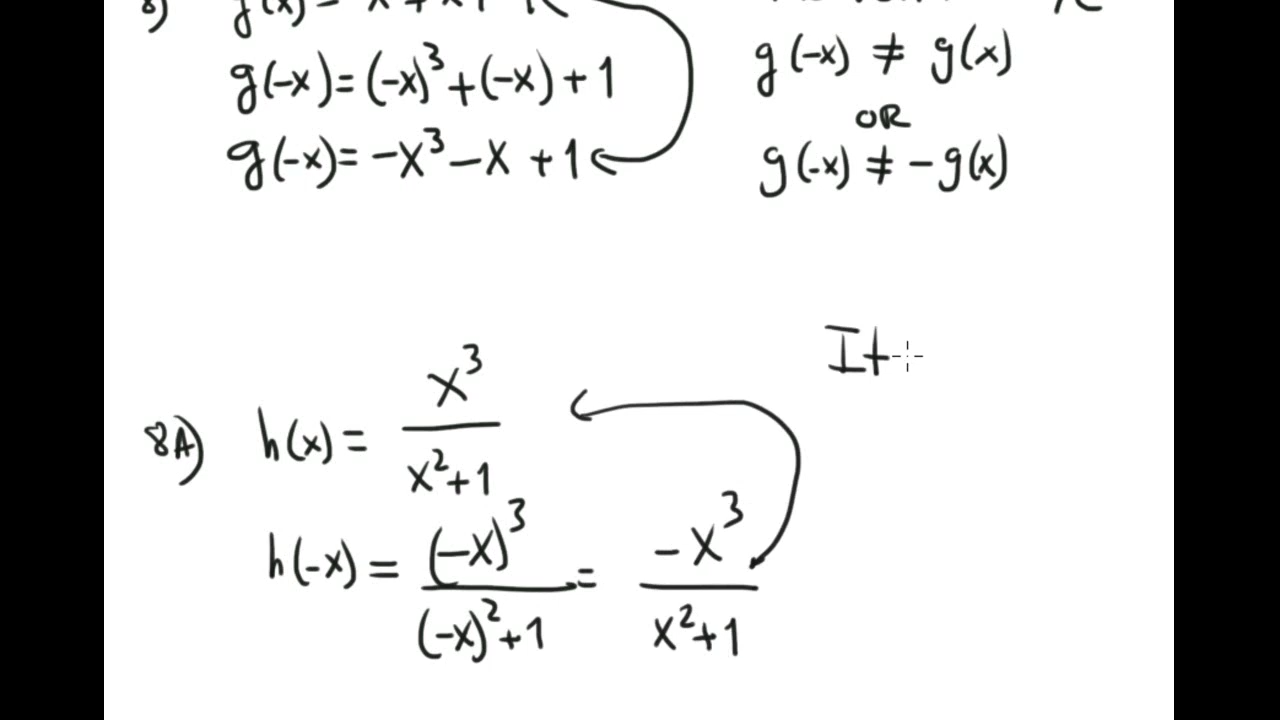 g(-x) ≠ g(x)
g(-x) = (-x)³ + (-x) + 1
OR
g(-x) = -x³ - x + 1
g(-x) ≠ -g(x)
It
8A) h(x) = x³ / x²+1
h(-x) = (-x)³ / (-x)²+1 = -x³ / x²+1